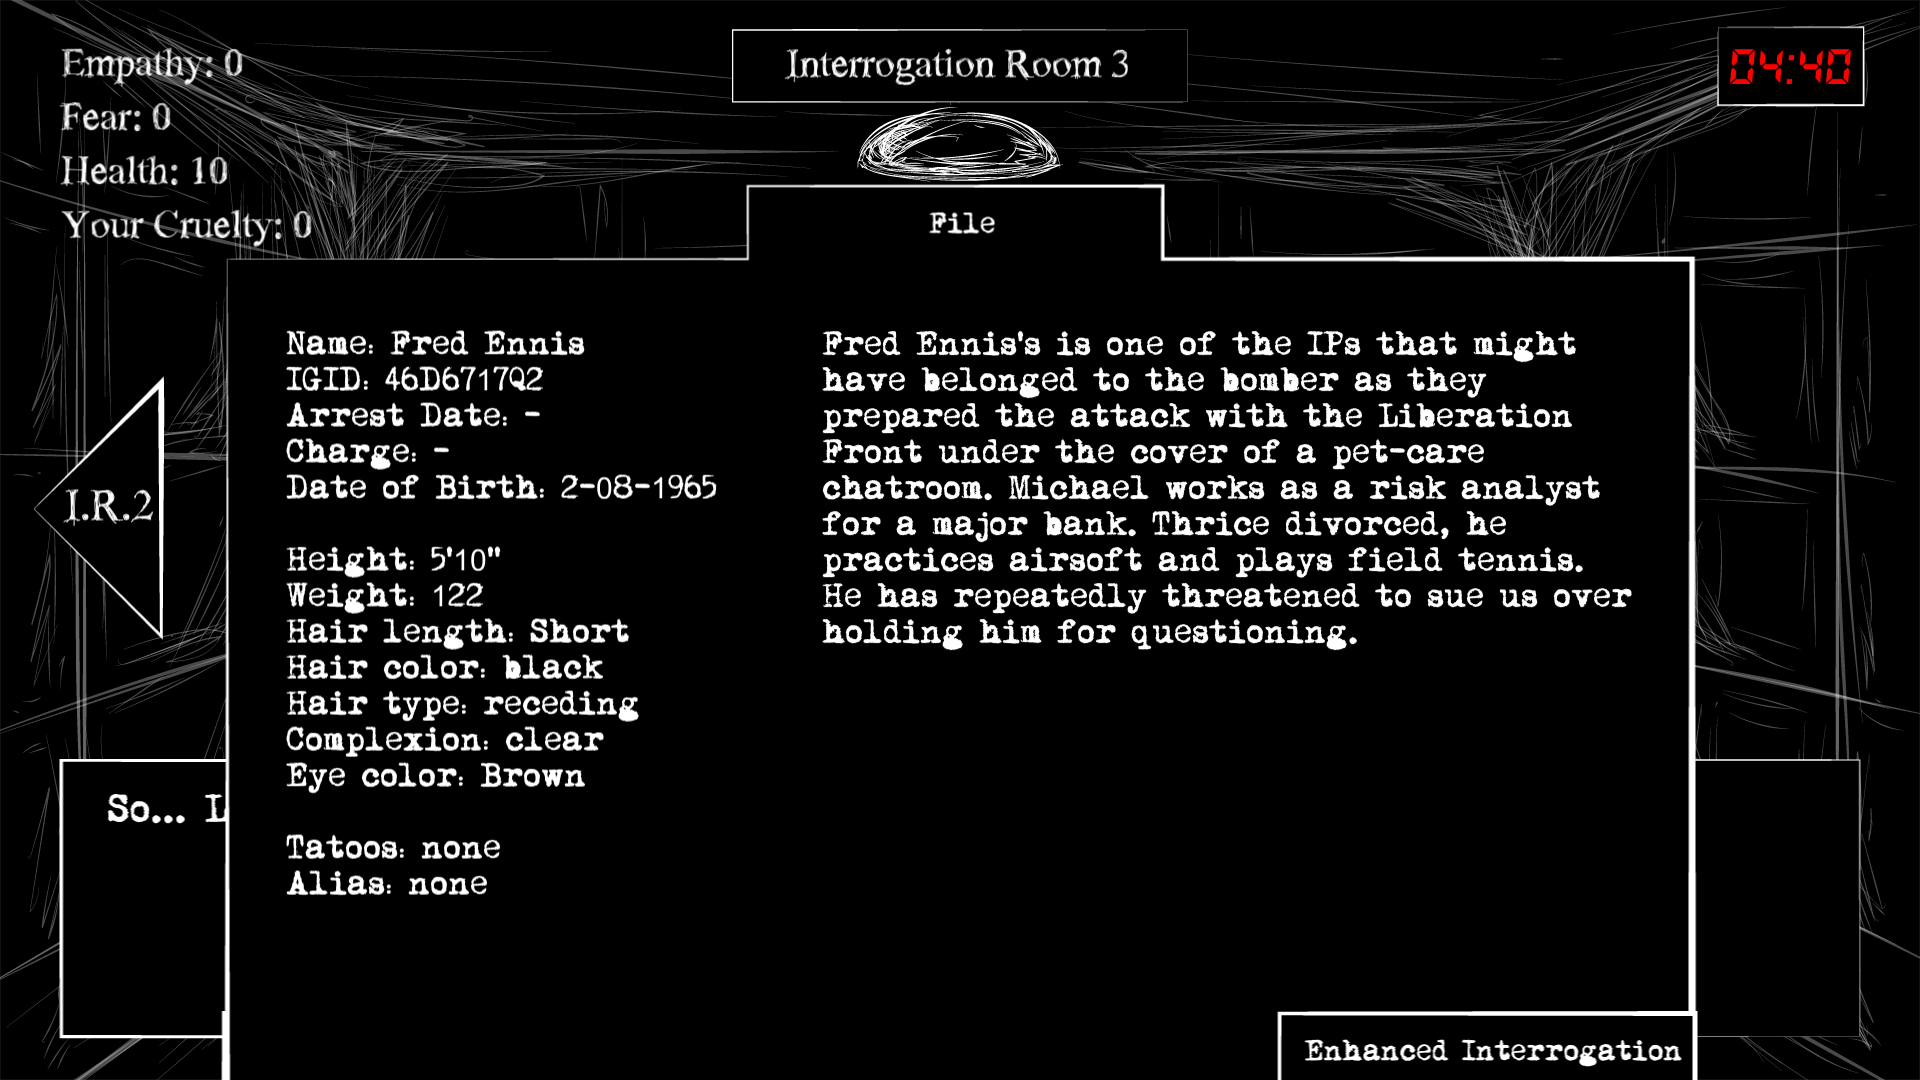 Empathy: 0
Fear: 0
Health: 10
Your Cruelty: 0
Interrogation Room 3
04:40
File
I.R.2
Name: Fred Ennis
IGID: 46D6717Q2
Arrest Date: -
Charge: -
Date of Birth: 2-08-1965
Height: 5'10"
Weight: 122
Hair length: Short
Hair color: black
Hair type: receding
Complexion: clear
Eye color: Brown
Tatoos: none
Alias: none
Fred Ennis's is one of the IPs that might
have belonged to the bomber as they
prepared the attack with the Liberation
Front under the cover of a pet-care
chatroom. Michael works as a risk analyst
for a major bank. Thrice divorced, he
practices airsoft and plays field tennis.
He has repeatedly threatened to sue us over
holding him for questioning.
So...
Enhanced Interrogation